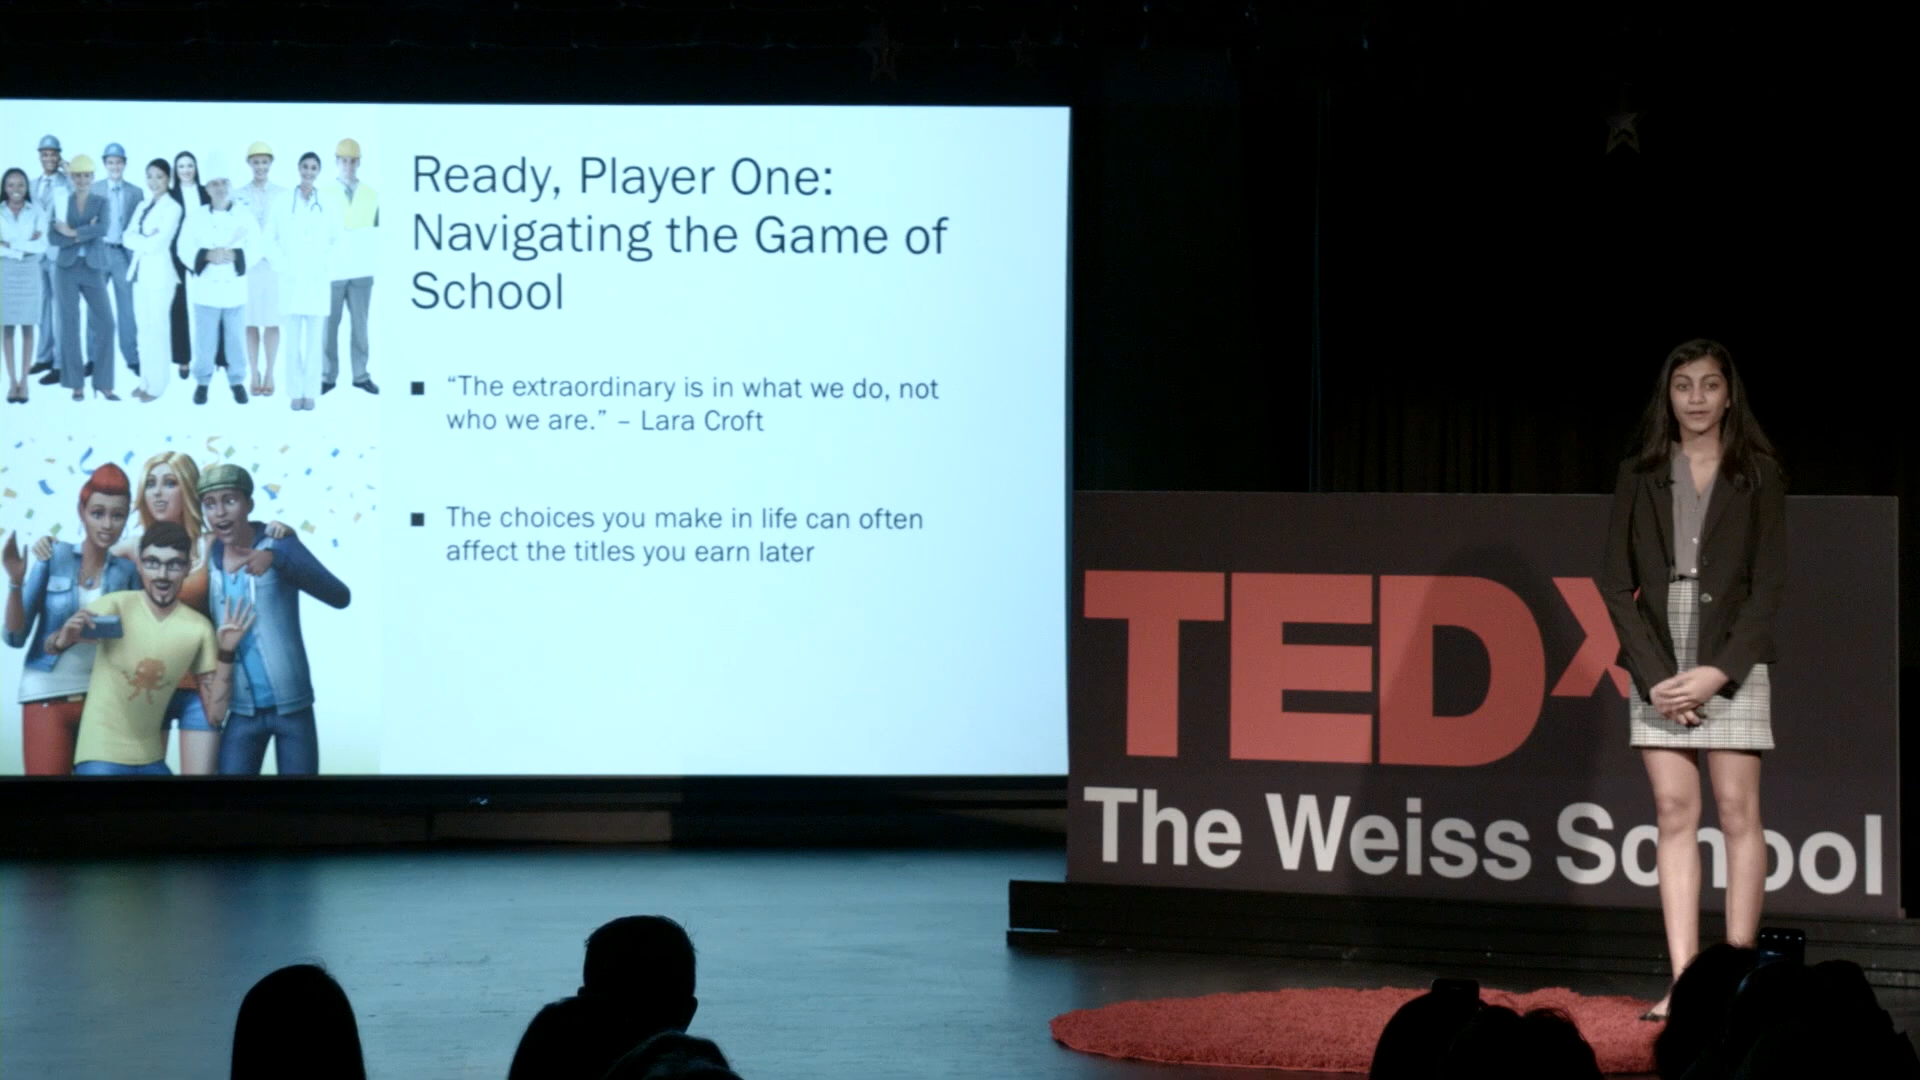 Ready, Player One:
Navigating the Game of
School
■ “The extraordinary is in what we do, not
who we are.” – Lara Croft
■ The choices you make in life can often
affect the titles you earn later
TEDx
The Weiss School